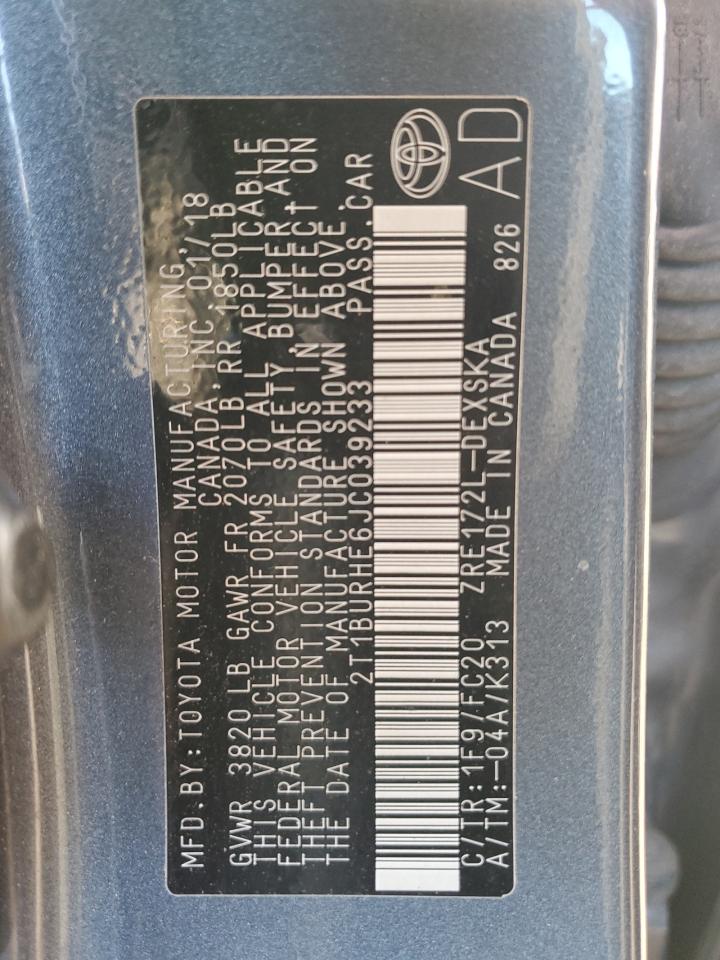 MFD.BY:TOYOTA MOTOR MANUFACTURING,
CANADA,INC 01/18
GVWR 3820 LB GAWR FR 2070LB,RR 1850LB
THIS VEHICLE CONFORMS TO ALL APPLICABLE
FEDERAL MOTOR VEHICLE SAFETY BUMPER AND
THEFT PREVENTION STANDARDS IN EFFECT ON
THE DATE OF MANUFACTURE SHOWN ABOVE.
2T1BURHE6JC039233 PASS.CAR
C/TR:1F9/FC20 ZRE172L-DEXSKA
A/TM:-04A/K313 MADE IN CANADA 826
AD